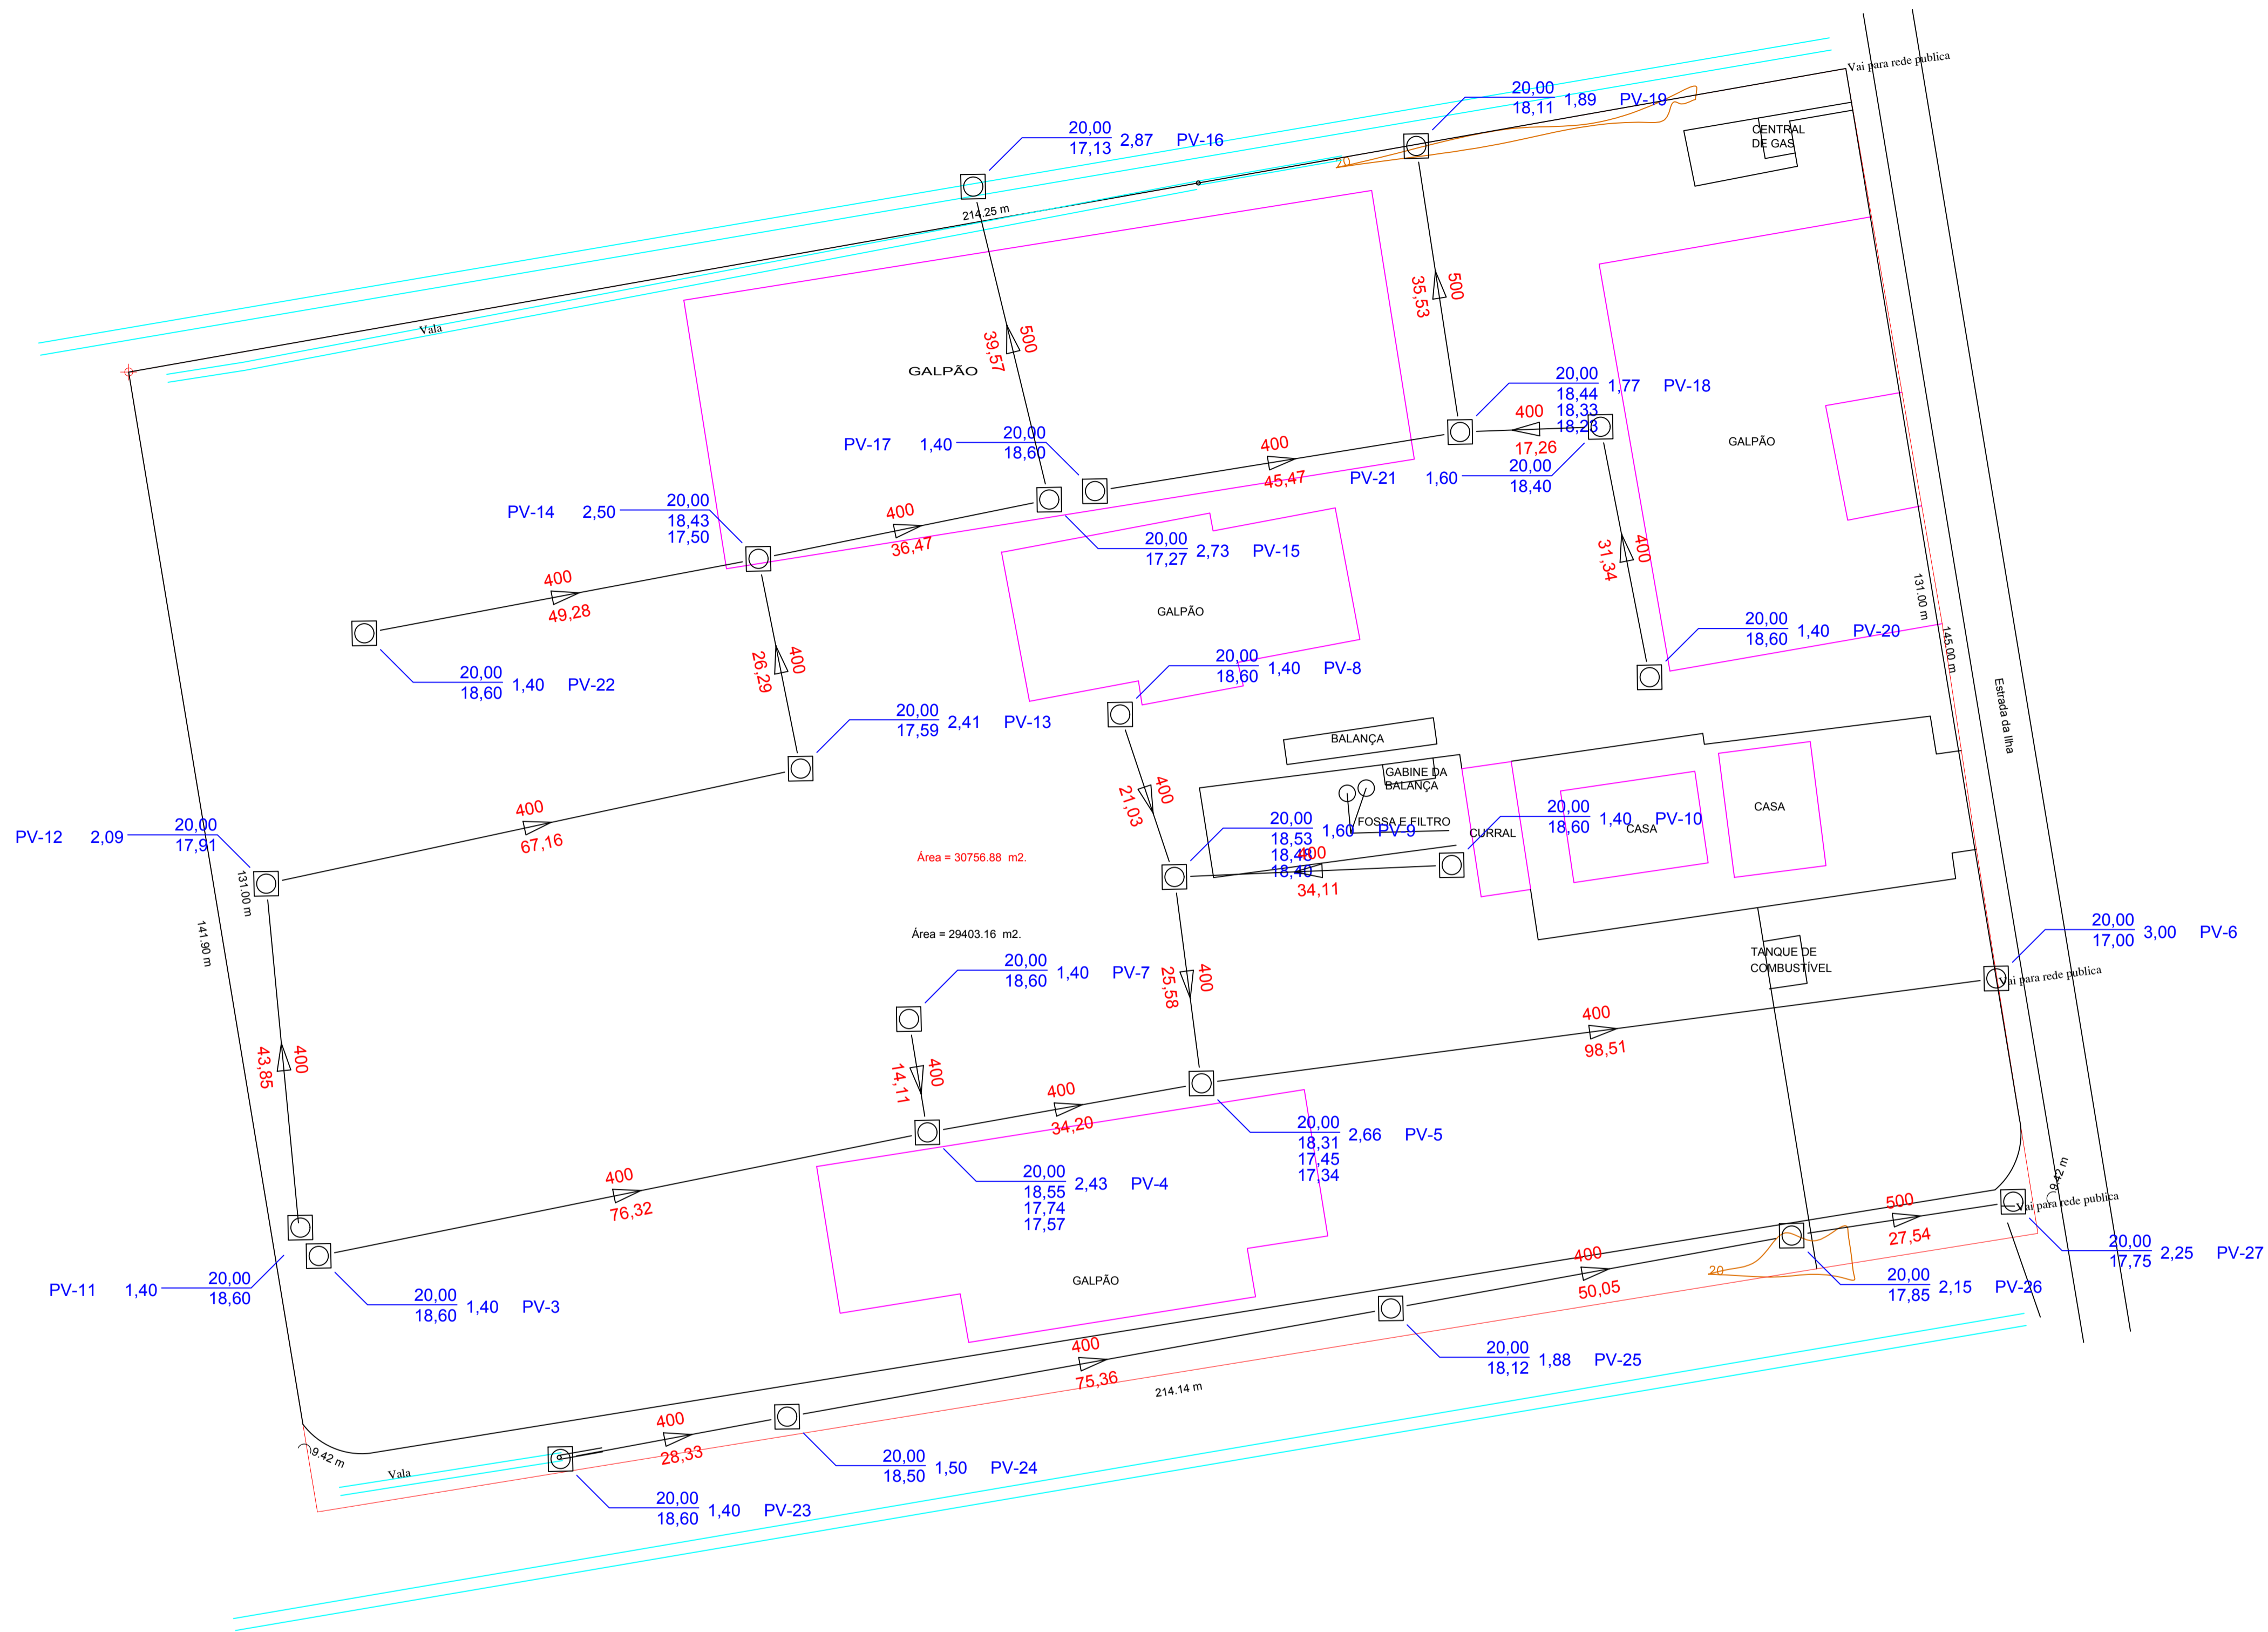 Vai para rede publica
20,00
18,11
1,89 PV-19
CENTRAL
DE GAS
20,00
17,13
2,87 PV-16
20
214.25 m
Vala
500
35,53
500
39,57
GALPÃO
20,00
18,44
18,33
18,23
1,77 PV-18
400
17,26
GALPÃO
PV-17 1,40
20,00
18,60
400
45,47
PV-21 1,60
20,00
18,40
PV-14 2,50
20,00
18,43
17,50
400
36,47
20,00
17,27
2,73 PV-15
400
31,34
400
49,28
GALPÃO
131.00 m
145.00 m
20,00
18,60
1,40 PV-20
400
26,29
20,00
18,60
1,40 PV-22
20,00
18,60
1,40 PV-8
20,00
17,59
2,41 PV-13
Estrada da Ilha
BALANÇA
GABINE DA
BALANÇA
400
21,03
400
67,16
PV-12 2,09
20,00
17,91
20,00
18,53
18,48
18,40
1,60 PV-9
FOSSA E FILTRO
CURRAL
20,00
18,60
1,40 PV-10
CASA
CASA
400
34,11
Área = 30756.88 m2.
131.00 m
141.90 m
Área = 29403.16 m2.
20,00
17,00
3,00 PV-6
TANQUE DE
COMBUSTÍVEL
Vai para rede publica
20,00
18,60
1,40 PV-7
400
25,58
400
98,51
400
43,85
400
14,11
400
34,20
20,00
18,31
17,45
17,34
2,66 PV-5
400
76,32
20,00
18,55
17,74
17,57
2,43 PV-4
9.42 m
Vai para rede publica
500
27,54
20,00
17,75
2,25 PV-27
PV-11 1,40
20,00
18,60
20,00
18,60
1,40 PV-3
GALPÃO
400
50,05
20
20,00
17,85
2,15 PV-26
400
75,36
20,00
18,12
1,88 PV-25
214.14 m
400
28,33
9.42 m
Vala
20,00
18,50
1,50 PV-24
20,00
18,60
1,40 PV-23